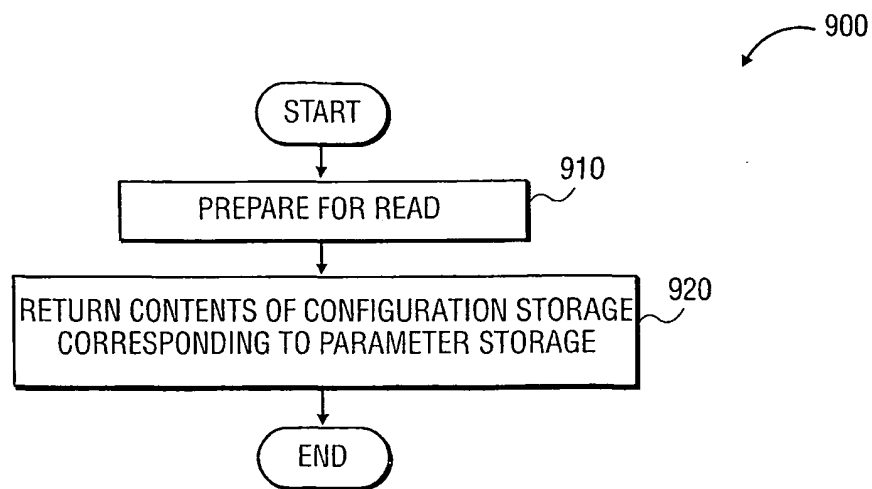 900
START
910
PREPARE FOR READ
920
RETURN CONTENTS OF CONFIGURATION STORAGE
CORRESPONDING TO PARAMETER STORAGE
END